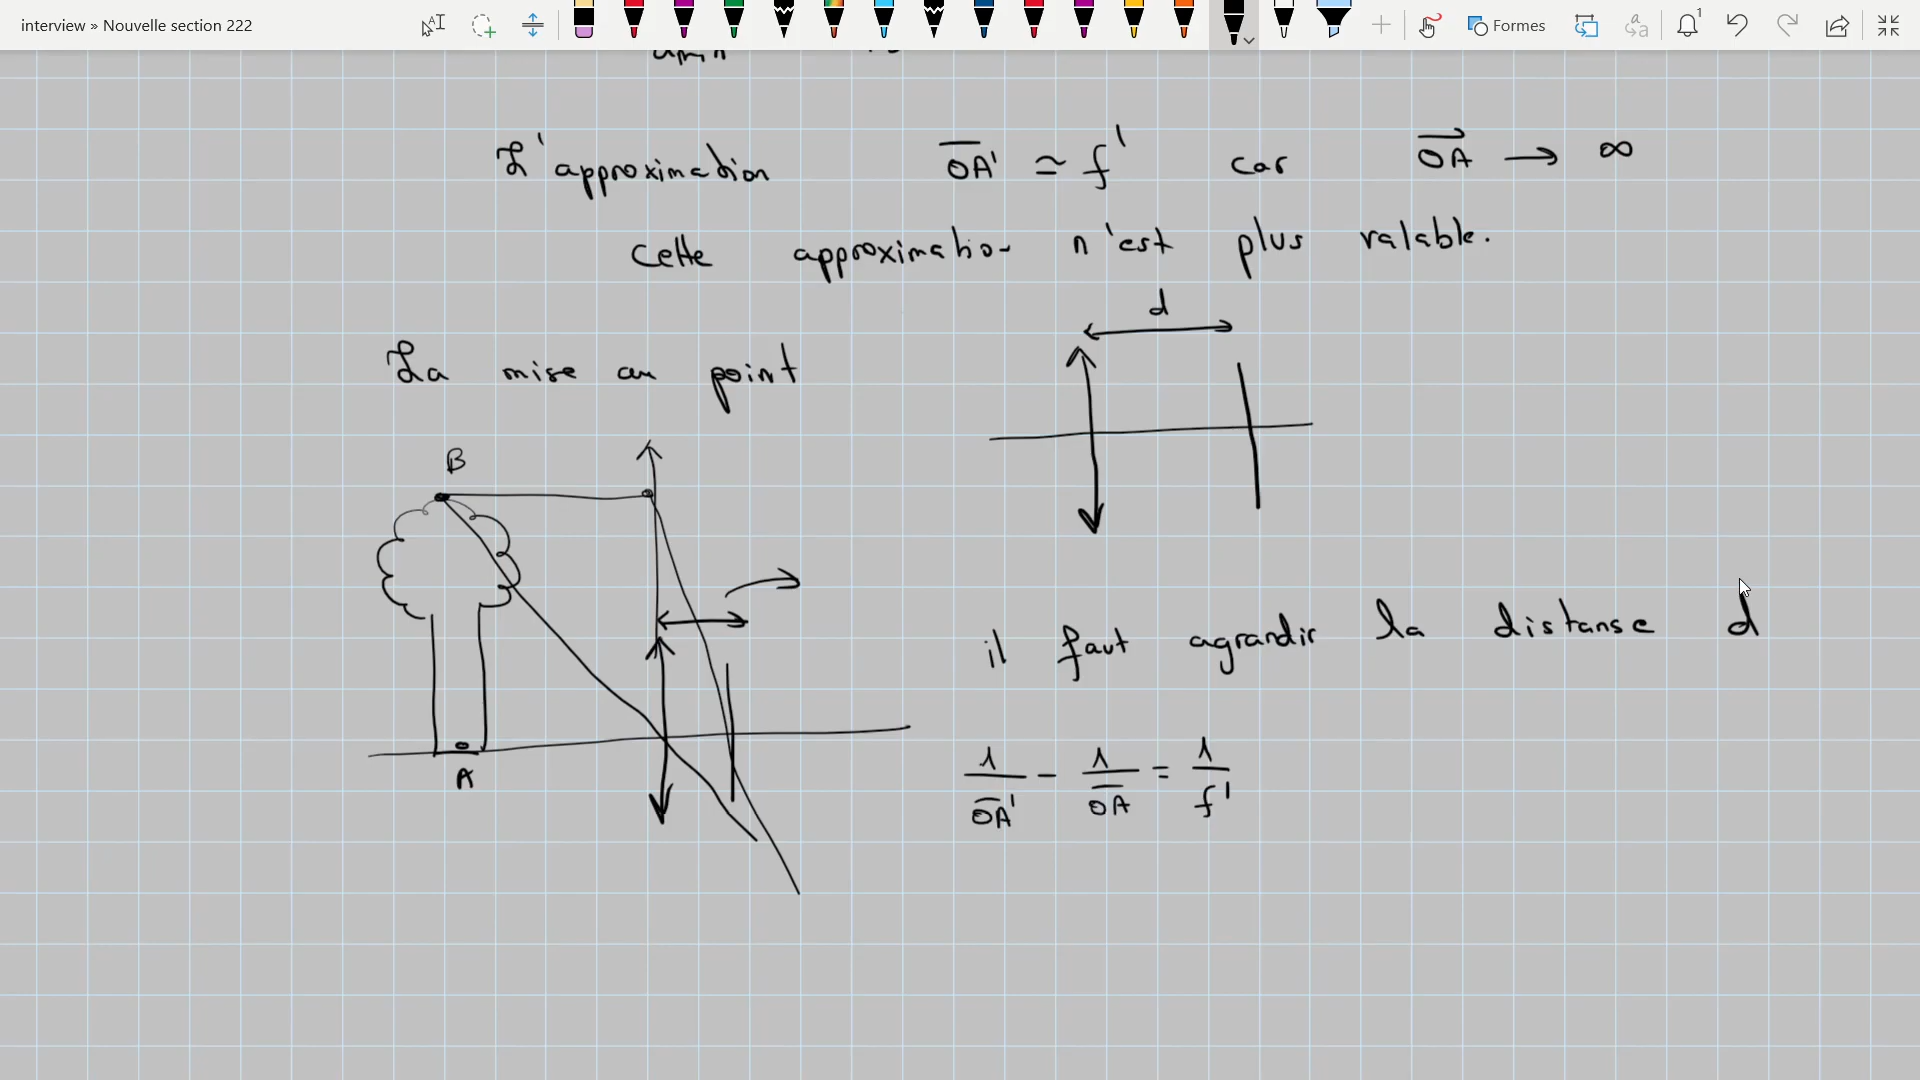 interview » Nouvelle section 222
Formes
1
L'approximation OA' ≃ f' car OA → ∞
Cette approximation n'est plus valable.
d
La mise au point
B
il faut agrandir la distanse d
1/OA' - 1/OA = 1/f'
A